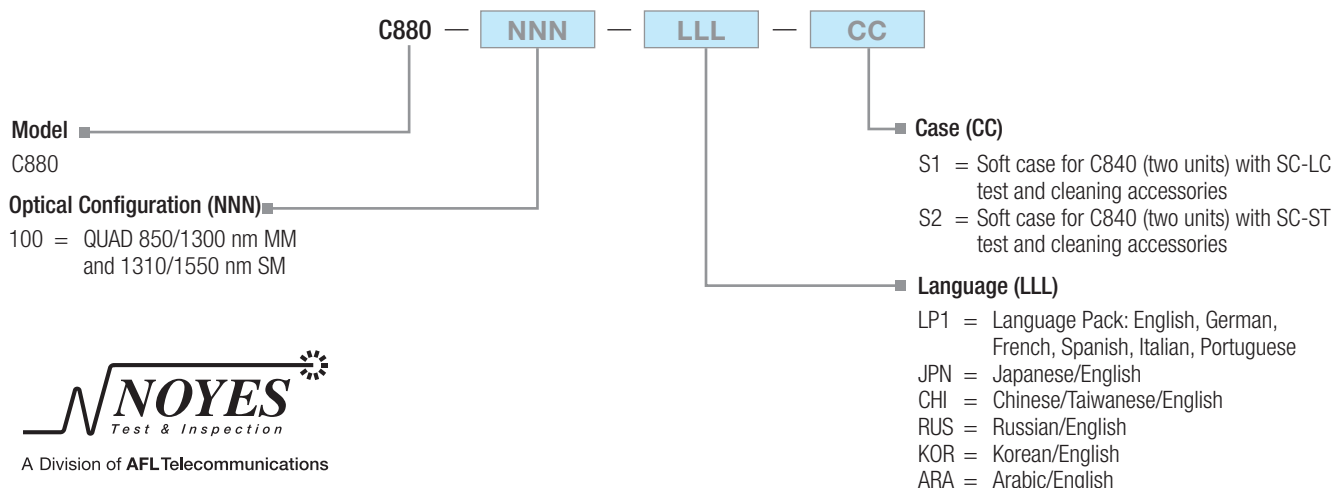 C880 — NNN — LLL — CC
Model
C880
Optical Configuration (NNN)
100 = QUAD 850/1300 nm MM
and 1310/1550 nm SM
Case (CC)
S1 = Soft case for C840 (two units) with SC-LC
test and cleaning accessories
S2 = Soft case for C840 (two units) with SC-ST
test and cleaning accessories
Language (LLL)
LP1 = Language Pack: English, German,
French, Spanish, Italian, Portuguese
JPN = Japanese/English
CHI = Chinese/Taiwanese/English
RUS = Russian/English
KOR = Korean/English
ARA = Arabic/English
NOYES
Test & Inspection
A Division of AFL Telecommunications